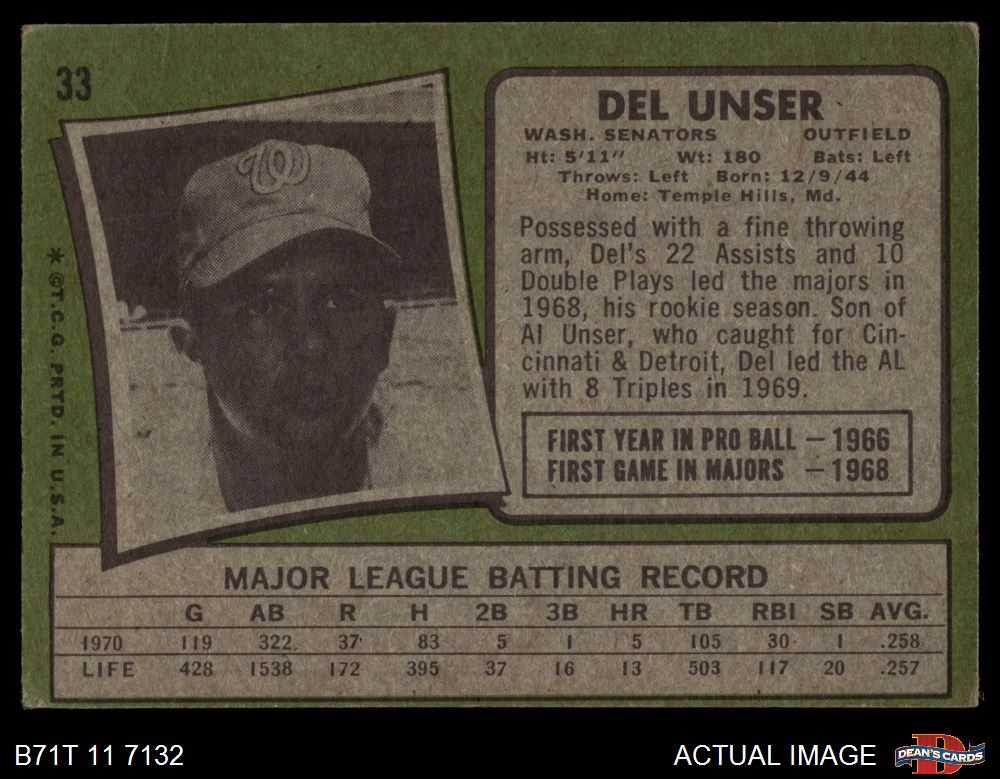 33
DEL UNSER
WASH. SENATORS OUTFIELD
Ht: 5'11" Wt: 180 Bats: Left
Throws: Left Born: 12/9/44
Home: Temple Hills, Md.
Possessed with a fine throwing
arm, Del's 22 Assists and 10
Double Plays led the majors in
1968, his rookie season. Son of
Al Unser, who caught for Cin-
cinnati & Detroit, Del led the AL
with 8 Triples in 1969.
FIRST YEAR IN PRO BALL — 1966
FIRST GAME IN MAJORS — 1968
W
* © T.C.G. PRTD. IN U.S.A.
MAJOR LEAGUE BATTING RECORD
G AB R H 2B 3B HR TB RBI SB AVG.
1970 119 322 37 83 5 1 5 105 30 1 .258
LIFE 428 1538 172 395 37 16 13 503 117 20 .257
B71T 11 7132
ACTUAL IMAGE
D
DEAN'S CARDS